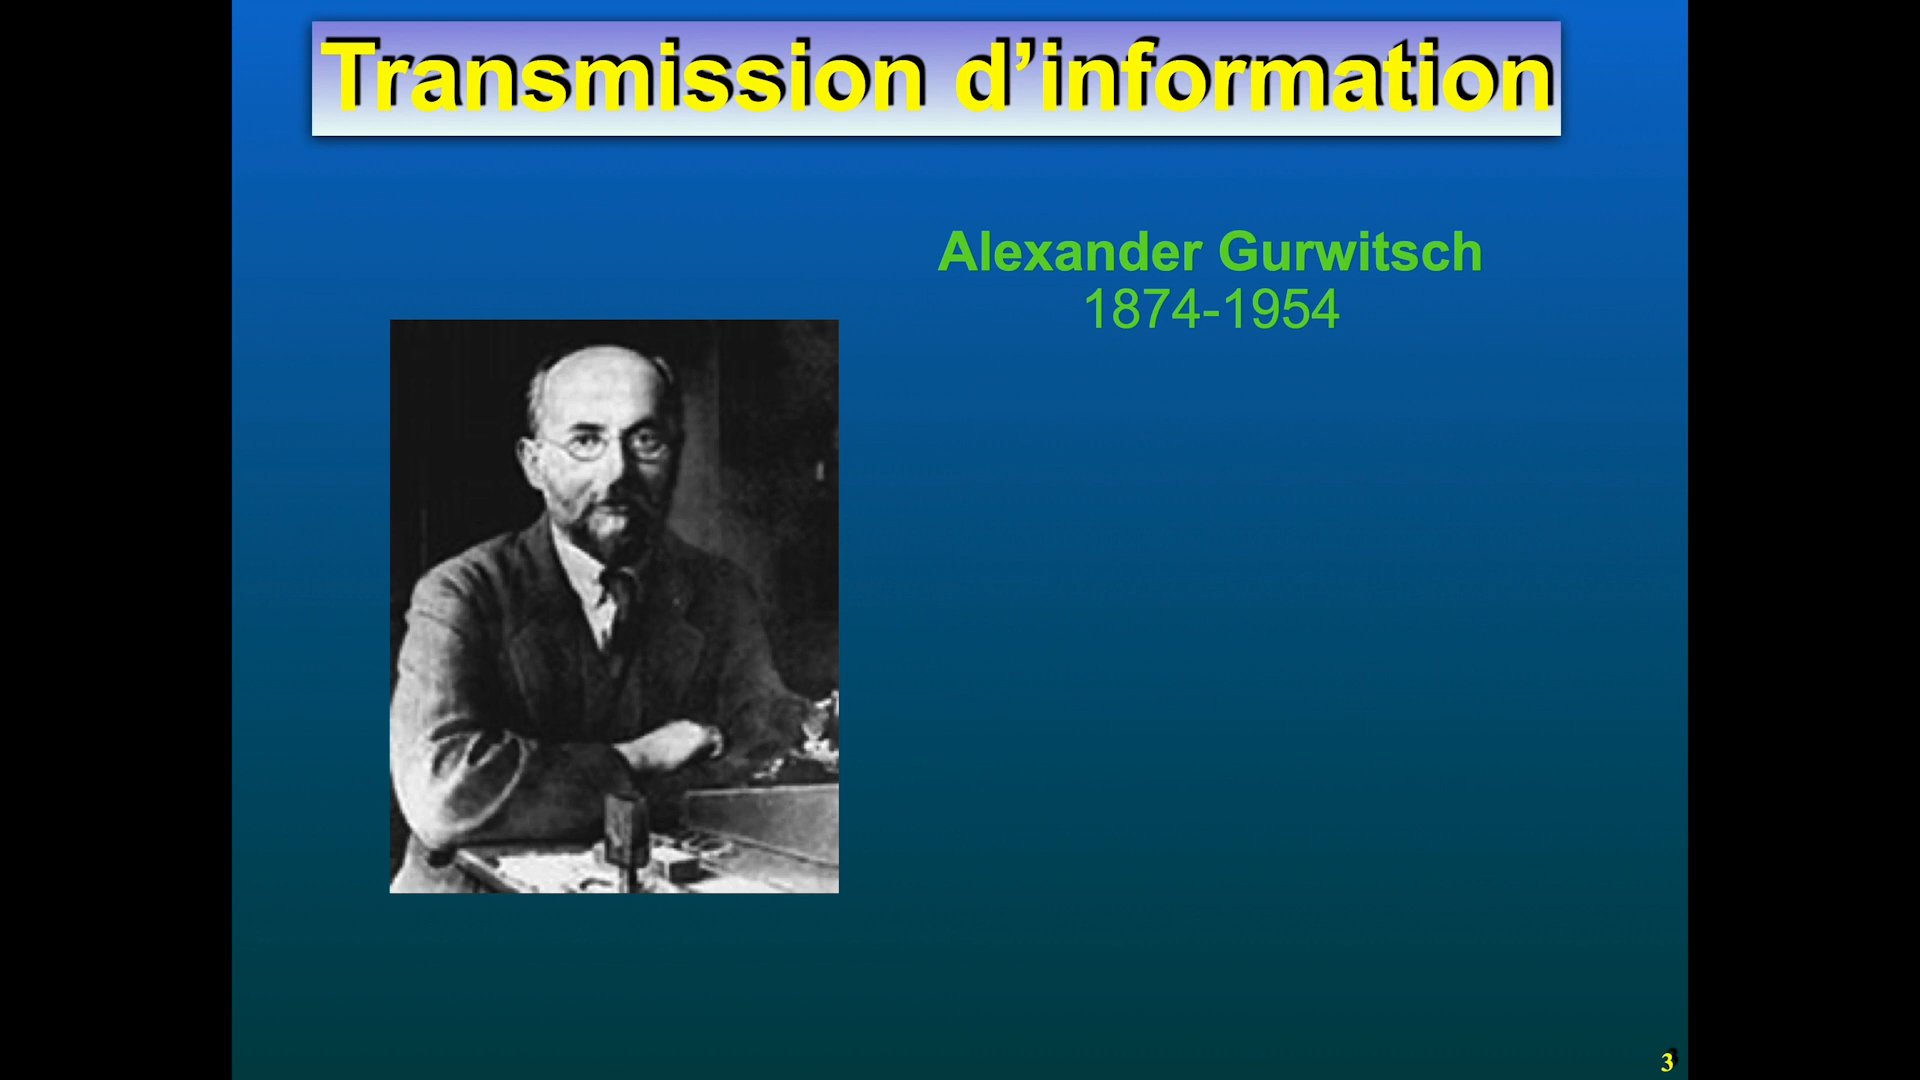 Transmission d’information
Alexander Gurwitsch
1874-1954
3